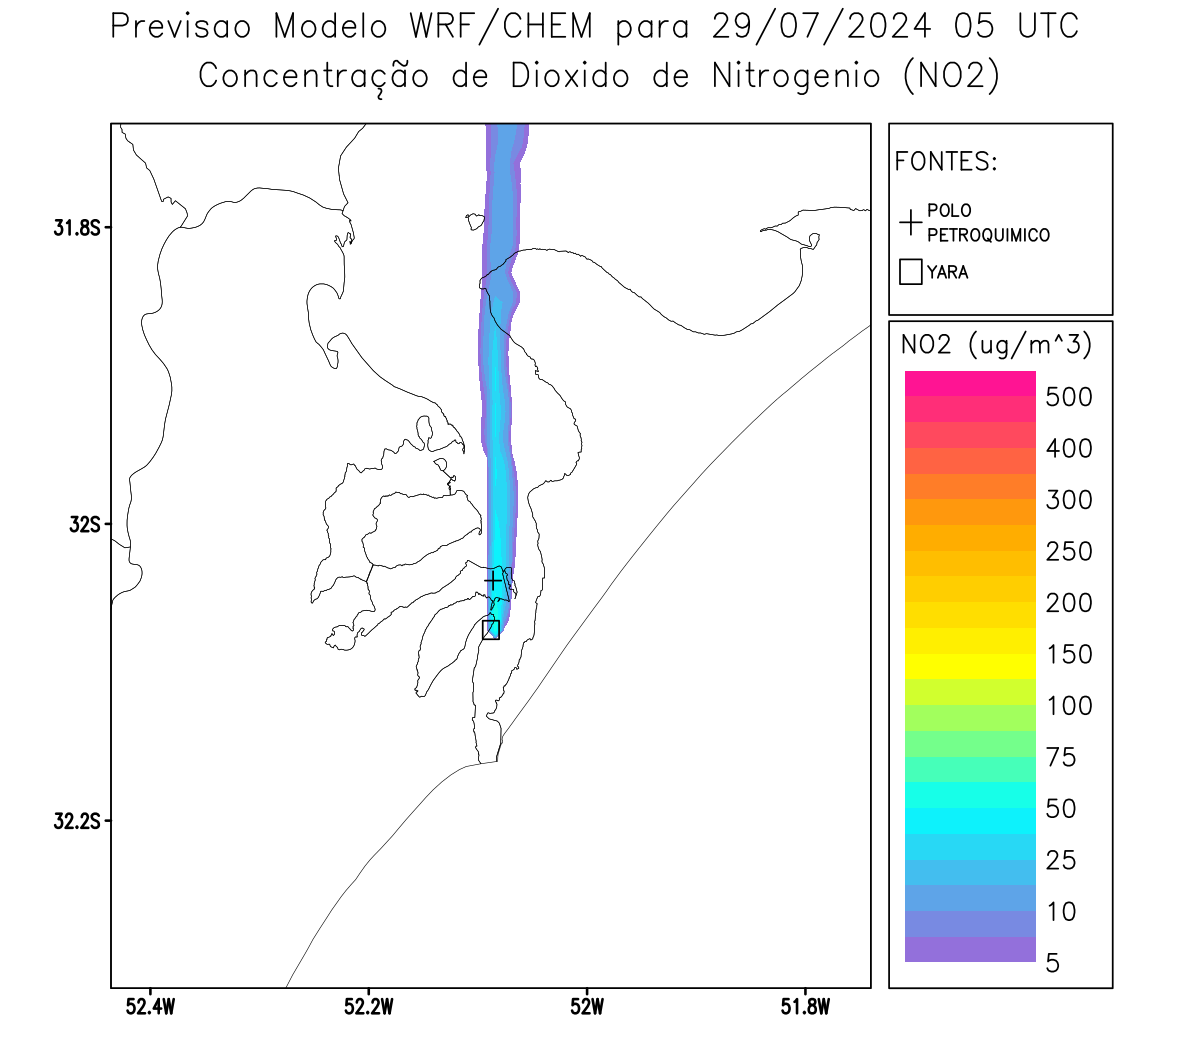 Previsao Modelo WRF/CHEM para 29/07/2024 05 UTC
Concentração de Dioxido de Nitrogenio (NO2)
FONTES:
POLO
PETROQUIMICO
YARA
31.8S
32S
32.2S
52.4W
52.2W
52W
51.8W
NO2 (ug/m^3)
500
400
300
250
200
150
100
75
50
25
10
5